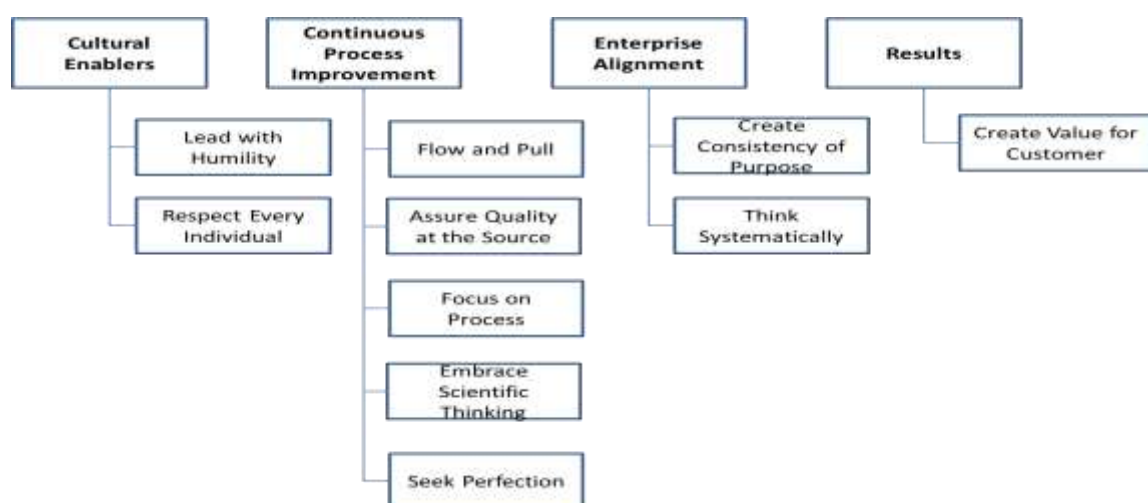 Cultural
Enablers
Lead with
Humility
Respect Every
Individual
Continuous
Process
Improvement
Flow and Pull
Assure Quality
at the Source
Focus on
Process
Embrace
Scientific
Thinking
Seek Perfection
Enterprise
Alignment
Create
Consistency of
Purpose
Think
Systematically
Results
Create Value for
Customer